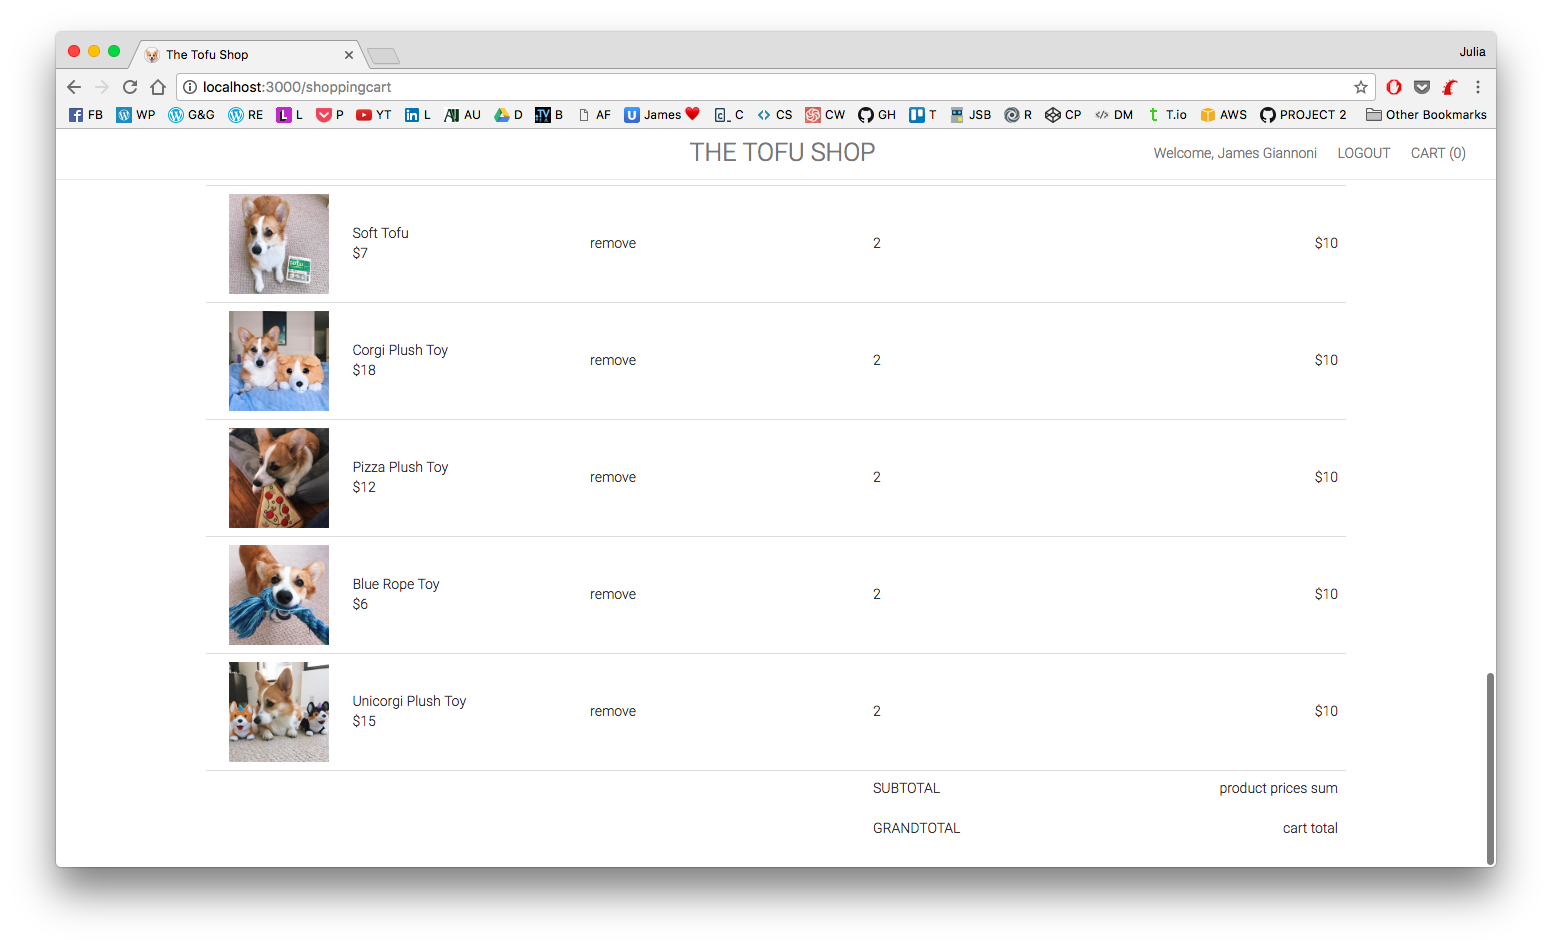 The Tofu Shop
Julia
localhost:3000/shoppingcart
FB WP G&G RE L L P YT L AU D B AF James C CS CW GH T JSB R CP DM T.io AWS PROJECT 2 Other Bookmarks
THE TOFU SHOP
Welcome, James Giannoni LOGOUT CART (0)
Soft Tofu
$7
remove 2 $10
Corgi Plush Toy
$18
remove 2 $10
Pizza Plush Toy
$12
remove 2 $10
Blue Rope Toy
$6
remove 2 $10
Unicorgi Plush Toy
$15
remove 2 $10
SUBTOTAL product prices sum
GRANDTOTAL cart total